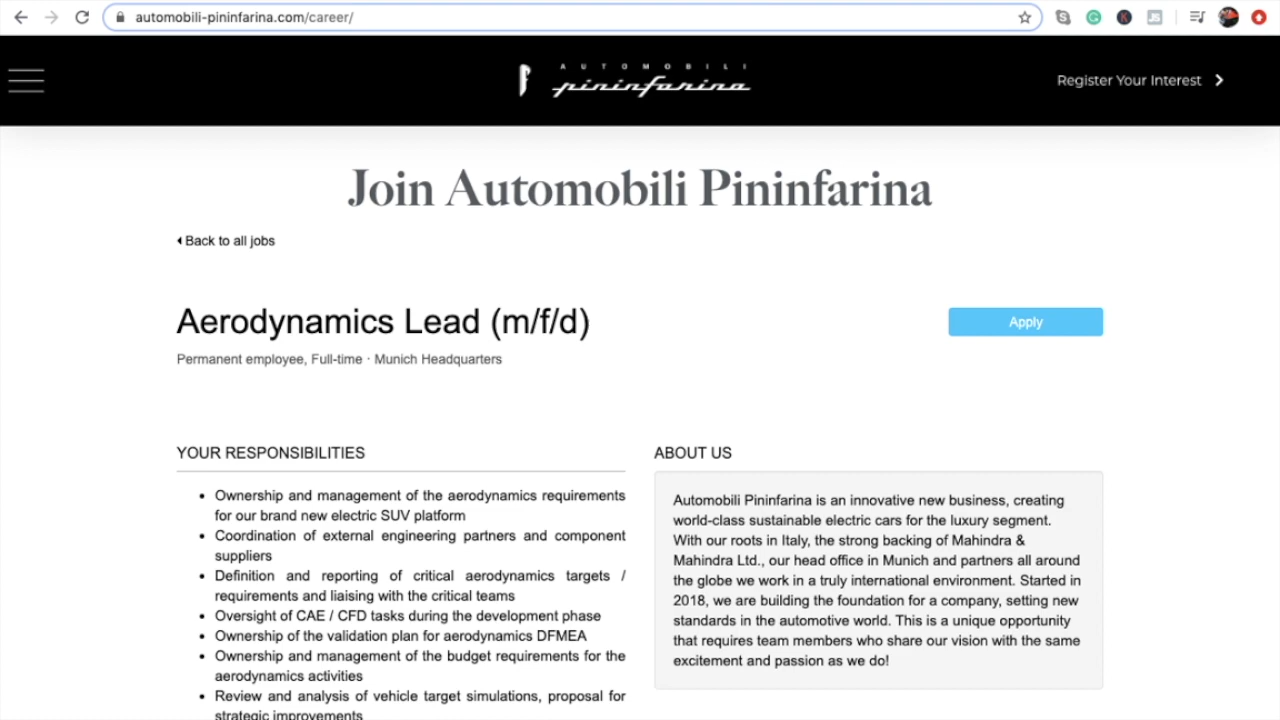 automobili-pininfarina.com/career/
JS
AUTOMOBILI
pininfarina
Register Your Interest
Join Automobili Pininfarina
Back to all jobs
Aerodynamics Lead (m/f/d)
Apply
Permanent employee, Full-time · Munich Headquarters
YOUR RESPONSIBILITIES
• Ownership and management of the aerodynamics requirements
for our brand new electric SUV platform
• Coordination of external engineering partners and component
suppliers
• Definition and reporting of critical aerodynamics targets /
requirements and liaising with the critical teams
• Oversight of CAE / CFD tasks during the development phase
• Ownership of the validation plan for aerodynamics DFMEA
• Ownership and management of the budget requirements for the
aerodynamics activities
• Review and analysis of vehicle target simulations, proposal for
strategic improvements
ABOUT US
Automobili Pininfarina is an innovative new business, creating
world-class sustainable electric cars for the luxury segment.
With our roots in Italy, the strong backing of Mahindra &
Mahindra Ltd., our head office in Munich and partners all around
the globe we work in a truly international environment. Started in
2018, we are building the foundation for a company, setting new
standards in the automotive world. This is a unique opportunity
that requires team members who share our vision with the same
excitement and passion as we do!